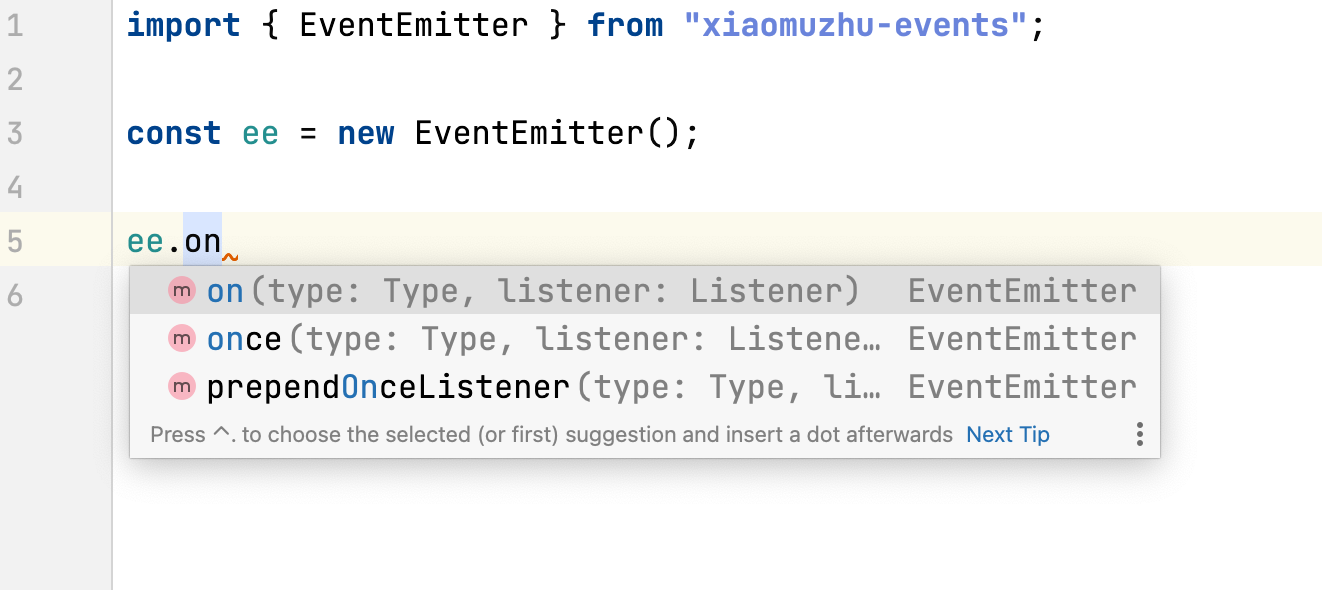 1 import { EventEmitter } from "xiaomuzhu-events";
2
3 const ee = new EventEmitter();
4
5 ee.on
m on(type: Type, listener: Listener) EventEmitter
6
m once(type: Type, listener: Listene… EventEmitter
m prependOnceListener(type: Type, li… EventEmitter
Press ^. to choose the selected (or first) suggestion and insert a dot afterwards Next Tip